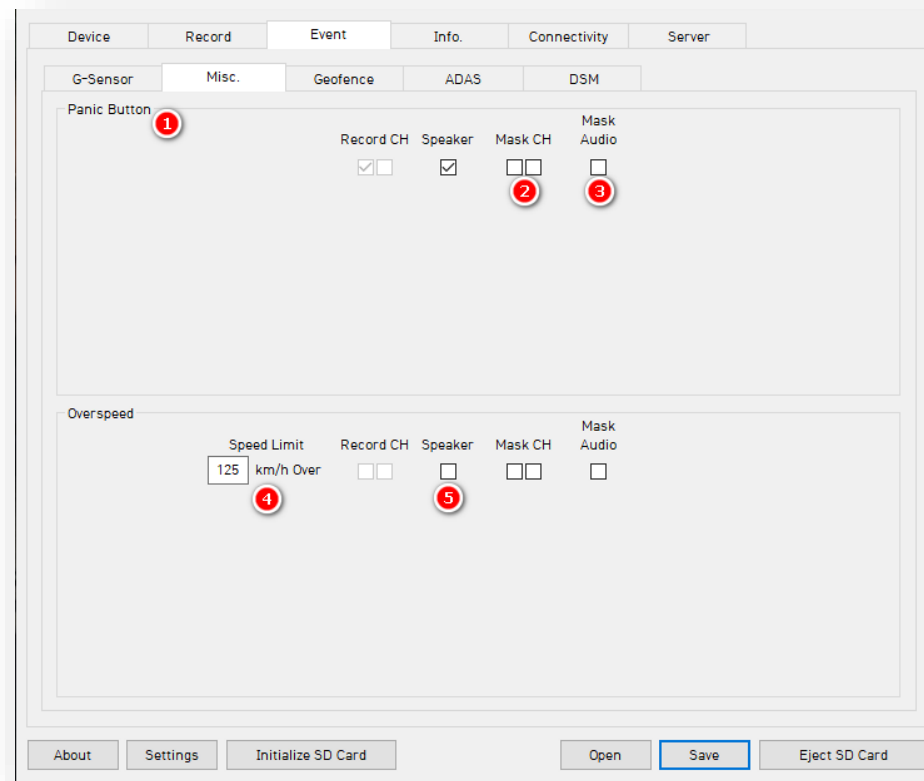 Device Record Event Info. Connectivity Server
G-Sensor Misc. Geofence ADAS DSM
Panic Button
1
Mask
Record CH Speaker Mask CH Audio
2 3
Overspeed
Mask
Speed Limit Record CH Speaker Mask CH Audio
125 km/h Over
4 5
About Settings Initialize SD Card Open Save Eject SD Card